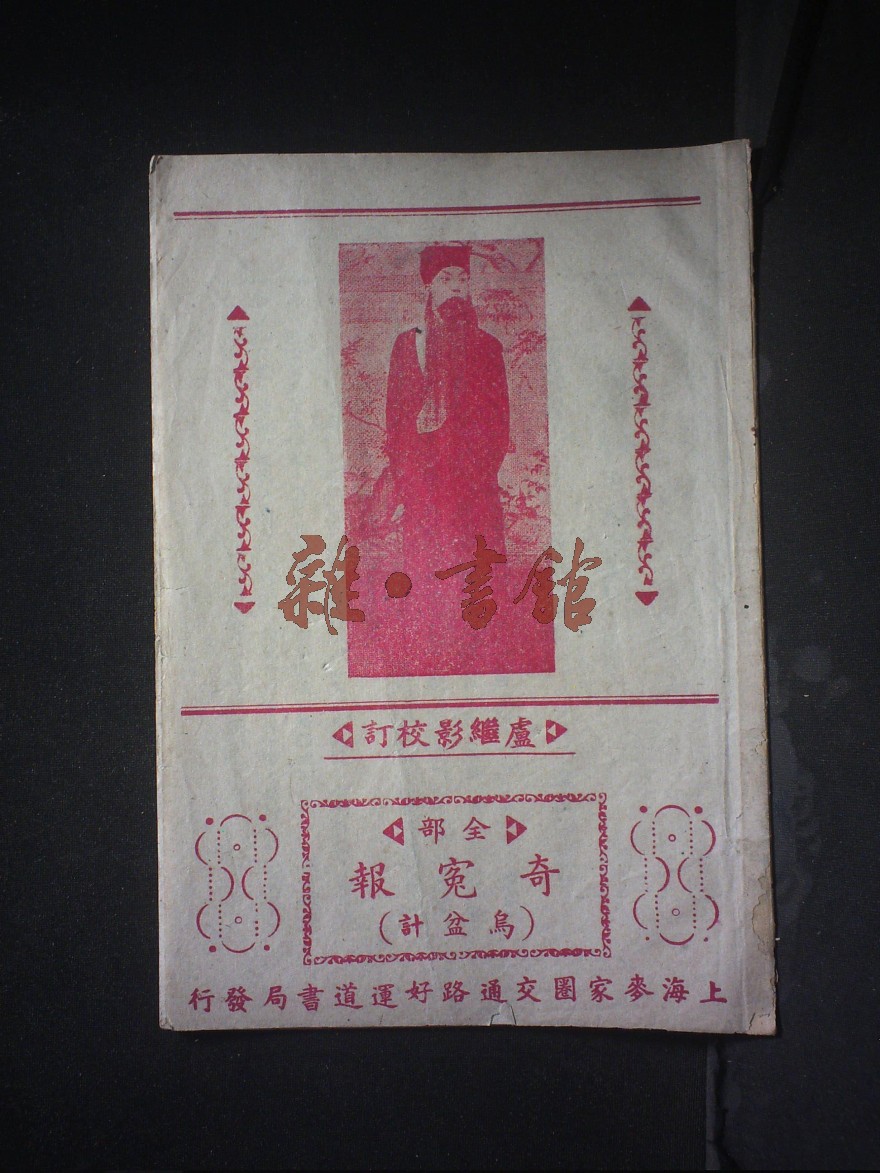 雜·書館
盧繼影校訂
全部
奇寃報
(烏盆計)
上海麥家圈交通路好運道書局發行